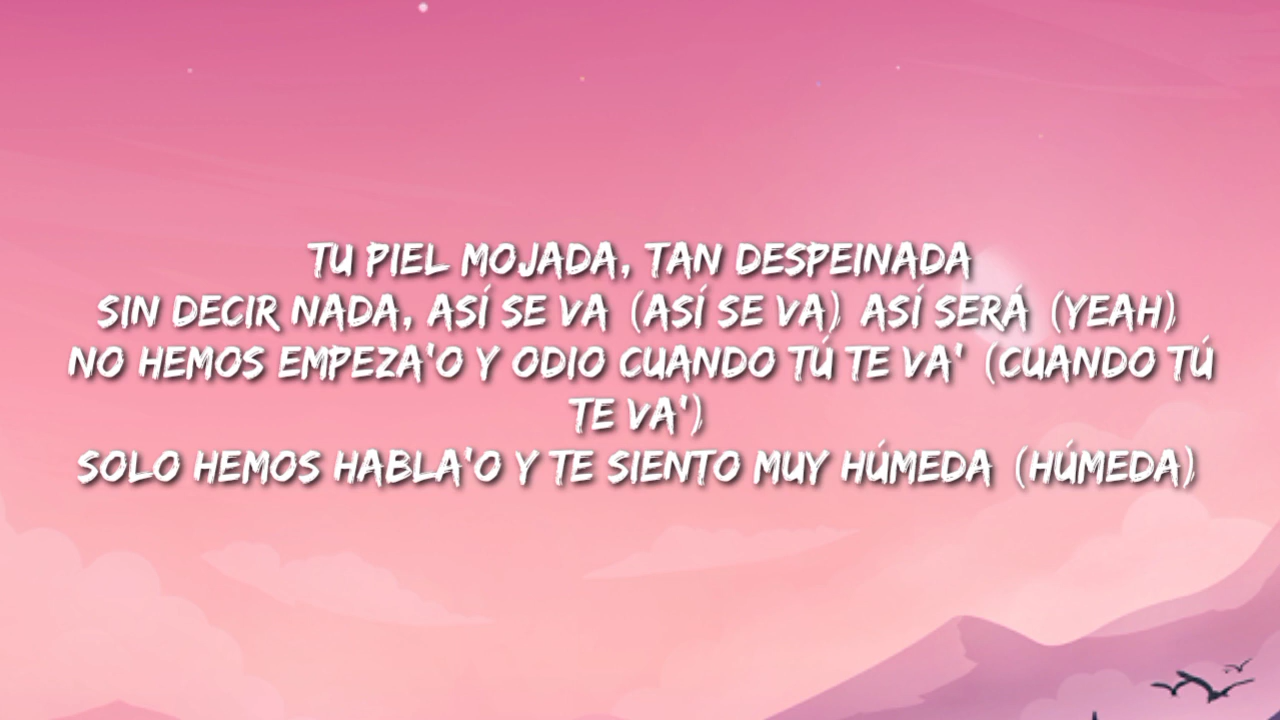 TU PIEL MOJADA, TAN DESPEINADA
SIN DECIR NADA, ASÍ SE VA (ASÍ SE VA) ASÍ SERÁ (YEAH)
NO HEMOS EMPEZA'O Y ODIO CUANDO TÚ TE VA' (CUANDO TÚ
TE VA')
SOLO HEMOS HABLA'O Y TE SIENTO MUY HÚMEDA (HÚMEDA)